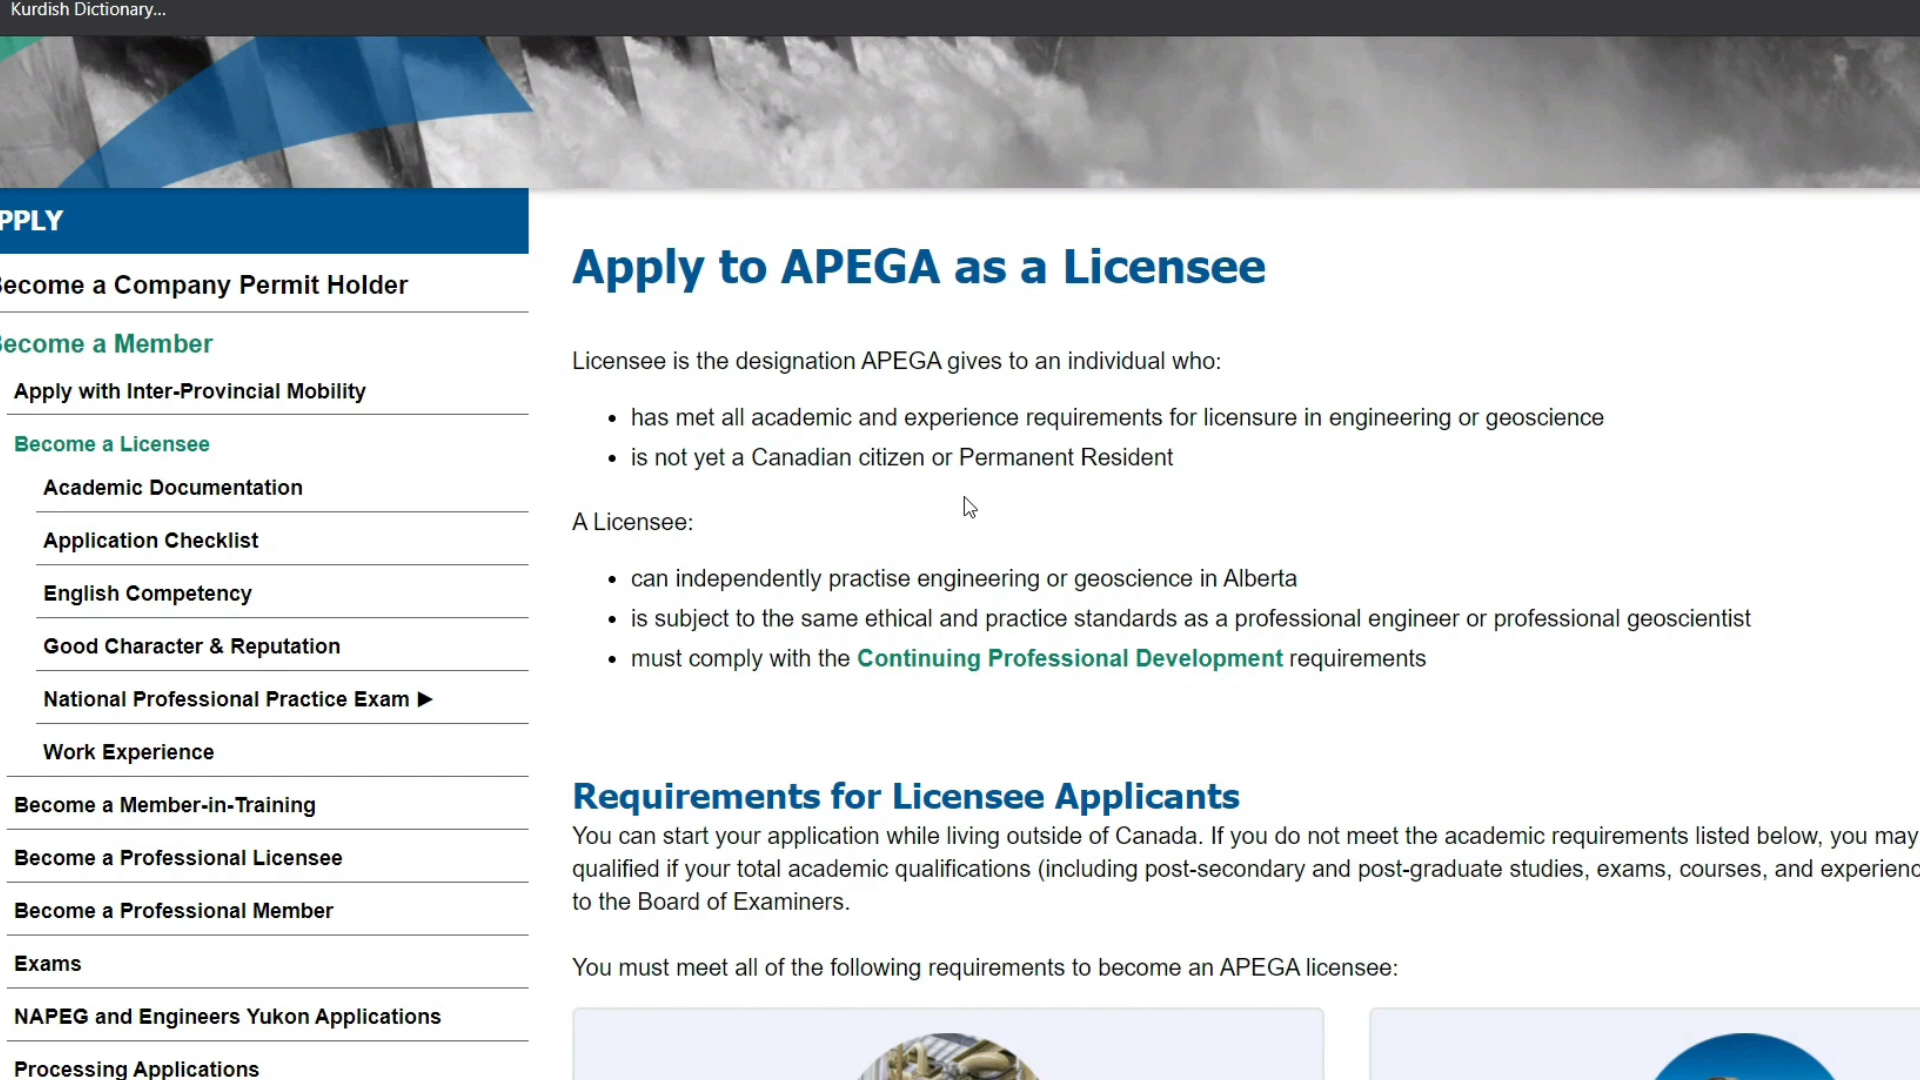 Kurdish Dictionary...
PPLY
Become a Company Permit Holder
Become a Member
Apply with Inter-Provincial Mobility
Become a Licensee
Academic Documentation
Application Checklist
English Competency
Good Character & Reputation
National Professional Practice Exam ▶
Work Experience
Become a Member-in-Training
Become a Professional Licensee
Become a Professional Member
Exams
NAPEG and Engineers Yukon Applications
Processing Applications
Apply to APEGA as a Licensee
Licensee is the designation APEGA gives to an individual who:
• has met all academic and experience requirements for licensure in engineering or geoscience
• is not yet a Canadian citizen or Permanent Resident
A Licensee:
• can independently practise engineering or geoscience in Alberta
• is subject to the same ethical and practice standards as a professional engineer or professional geoscientist
• must comply with the Continuing Professional Development requirements
Requirements for Licensee Applicants
You can start your application while living outside of Canada. If you do not meet the academic requirements listed below, you may
qualified if your total academic qualifications (including post-secondary and post-graduate studies, exams, courses, and experienc
to the Board of Examiners.
You must meet all of the following requirements to become an APEGA licensee: